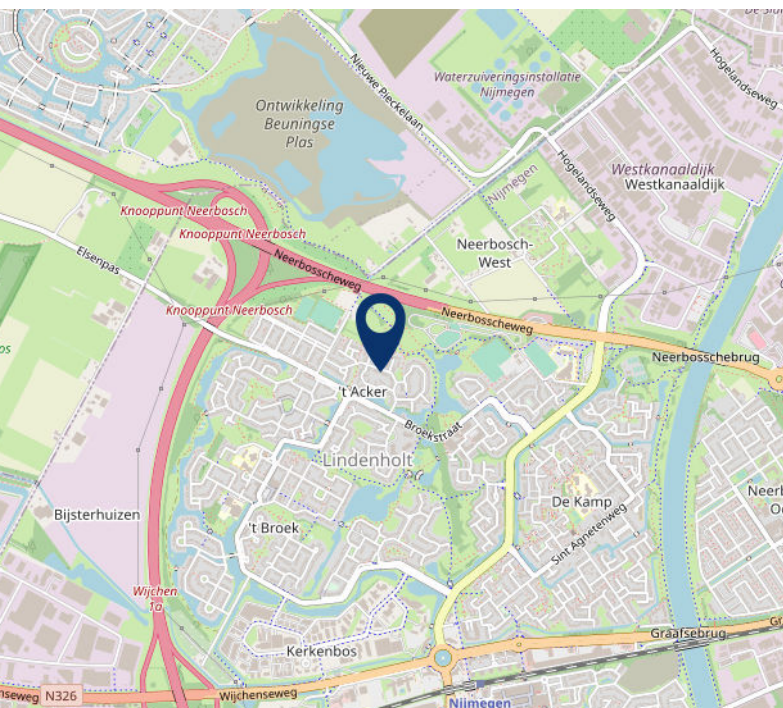 Nieuwe Pieckelaan
Waterzuiveringsinstallatie
Nijmegen
Hogelandseweg
Ontwikkeling
Beuningse
Plas
Hogelandseweg
Westkanaaldijk
Westkanaaldijk
Nijmegen
Knooppunt Neerbosch
Knooppunt Neerbosch
Neerbosch-
West
Elsenpas
Neerbosscheweg
Knooppunt Neerbosch
Neerbosscheweg
Neerbosschebrug
't Acker
Broekstraat
Lindenholt
De Kamp
Bijsterhuizen
't Broek
Sint Agnetenweg
Wijchen
1a
Kerkenbos
Graafsebrug
N326
Wijchenseweg
Nijmegen